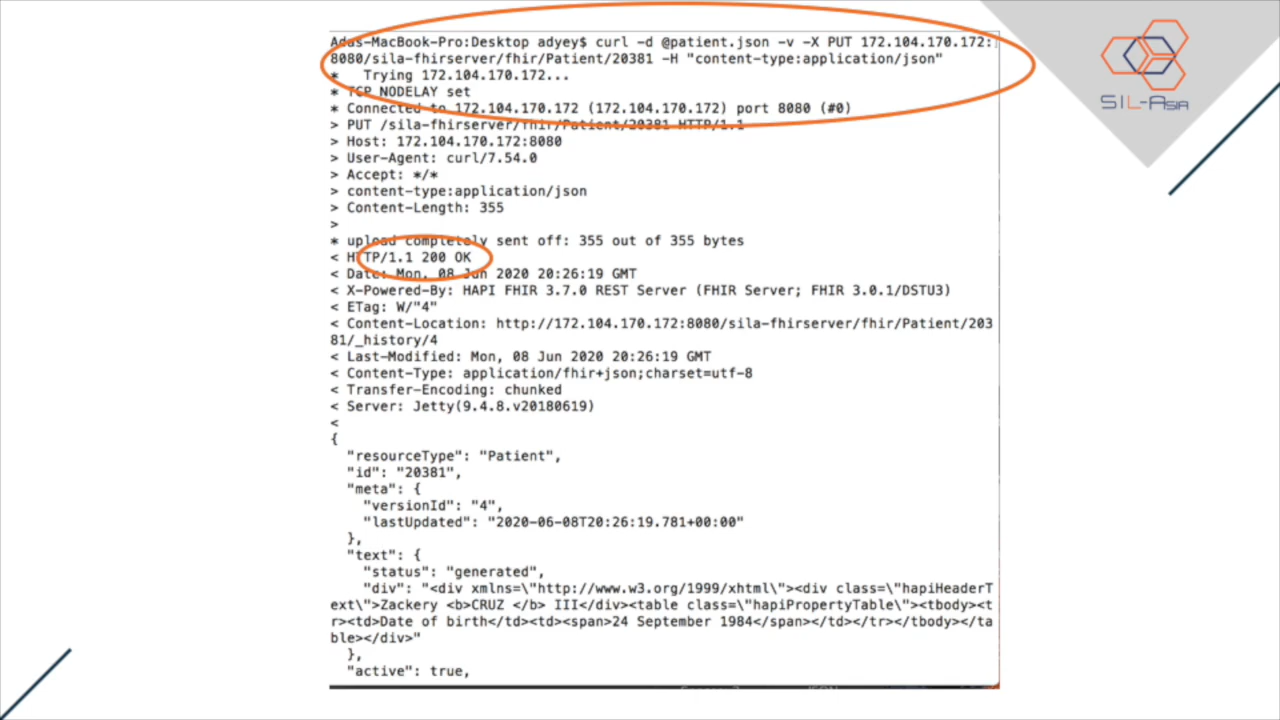 Adas-MacBook-Pro:Desktop adyey$ curl -d @patient.json -v -X PUT 172.104.170.172:
8080/sila-fhirserver/fhir/Patient/20381 -H "content-type:application/json"
*   Trying 172.104.170.172...
* TCP_NODELAY set
* Connected to 172.104.170.172 (172.104.170.172) port 8080 (#0)
> PUT /sila-fhirserver/fhir/Patient/20381 HTTP/1.1
> Host: 172.104.170.172:8080
> User-Agent: curl/7.54.0
> Accept: */*
> content-type:application/json
> Content-Length: 355
>
* upload completely sent off: 355 out of 355 bytes
< HTTP/1.1 200 OK
< Date: Mon, 08 Jun 2020 20:26:19 GMT
< X-Powered-By: HAPI FHIR 3.7.0 REST Server (FHIR Server; FHIR 3.0.1/DSTU3)
< ETag: W/"4"
< Content-Location: http://172.104.170.172:8080/sila-fhirserver/fhir/Patient/203
81/_history/4
< Last-Modified: Mon, 08 Jun 2020 20:26:19 GMT
< Content-Type: application/fhir+json;charset=utf-8
< Transfer-Encoding: chunked
< Server: Jetty(9.4.8.v20180619)
<
{
  "resourceType": "Patient",
  "id": "20381",
  "meta": {
    "versionId": "4",
    "lastUpdated": "2020-06-08T20:26:19.781+00:00"
  },
  "text": {
    "status": "generated",
    "div": "<div xmlns=\"http://www.w3.org/1999/xhtml\"><div class=\"hapiHeaderT
ext\">Zackery <b>CRUZ </b> III</div><table class=\"hapiPropertyTable\"><tbody><t
r><td>Date of birth</td><td><span>24 September 1984</span></td></tr></tbody></ta
ble></div>"
  },
  "active": true,
SIL-ASIA